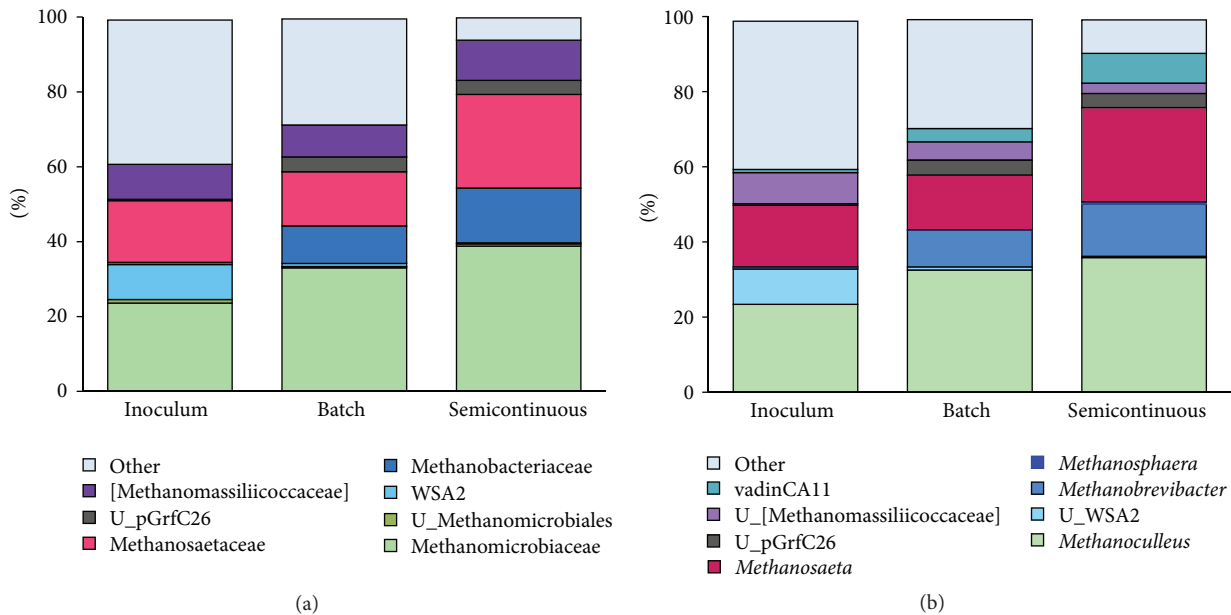 100
80
60
40
20
0
(%)
Inoculum
Batch
Semicontinuous
Other
[Methanomassiliicoccaceae]
U_pGrfC26
Methanosaetaceae
Methanobacteriaceae
WSA2
U_Methanomicrobiales
Methanomicrobiaceae
(a)
100
80
60
40
20
0
(%)
Inoculum
Batch
Semicontinuous
Other
vadinCA11
U_[Methanomassiliicoccaceae]
U_pGrfC26
Methanosaeta
Methanosphaera
Methanobrevibacter
U_WSA2
Methanoculleus
(b)